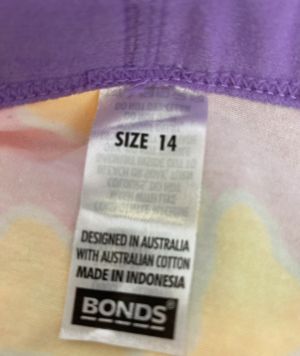 SIZE 14
DESIGNED IN AUSTRALIA
WITH AUSTRALIAN COTTON
MADE IN INDONESIA
BONDS